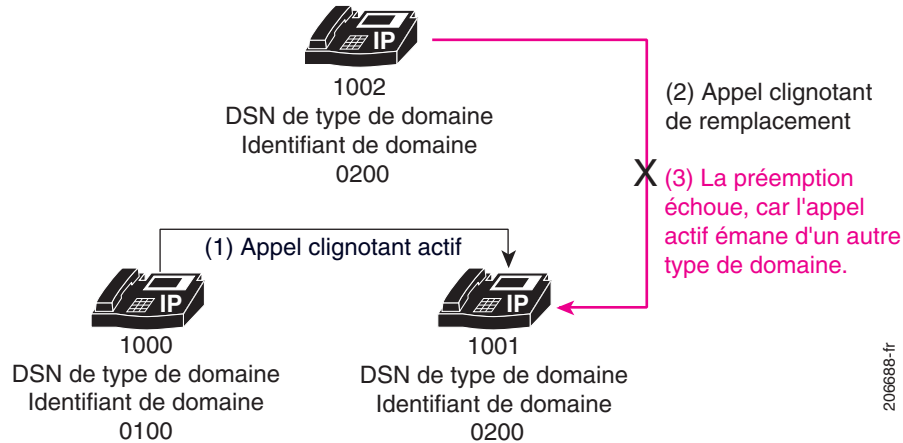 IP
1002
DSN de type de domaine
Identifiant de domaine
0200
(2) Appel clignotant
de remplacement
X
(3) La préemption
échoue, car l'appel
actif émane d'un autre
type de domaine.
(1) Appel clignotant actif
IP
1000
DSN de type de domaine
Identifiant de domaine
0100
IP
1001
DSN de type de domaine
Identifiant de domaine
0200
206688-fr